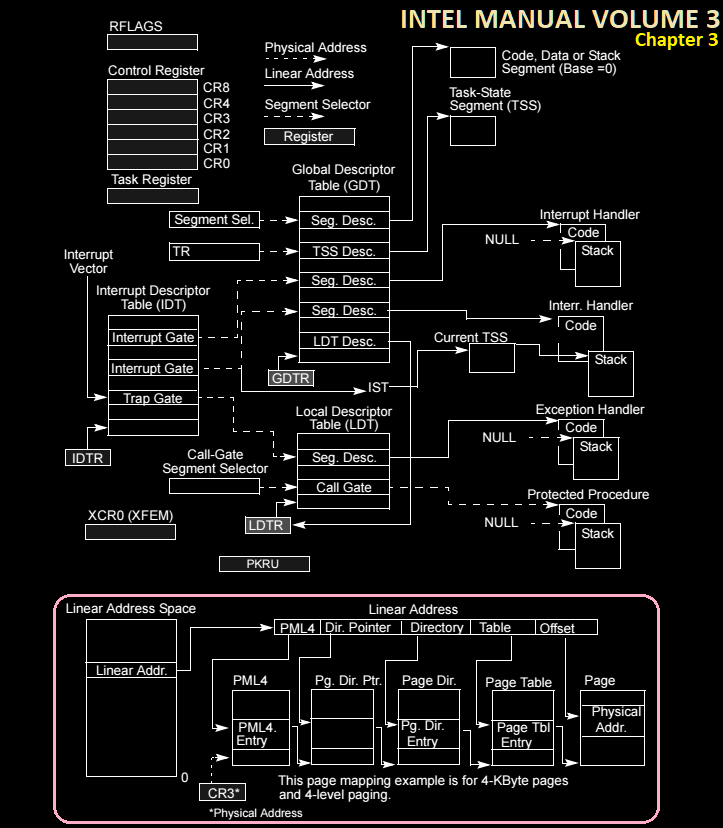 INTEL MANUAL VOLUME 3
Chapter 3
RFLAGS
Control Register
CR8
CR4
CR3
CR2
CR1
CR0
Task Register
Physical Address
Linear Address
Segment Selector
Register
Code, Data or Stack
Segment (Base =0)
Task-State
Segment (TSS)
Global Descriptor
Table (GDT)
Segment Sel.
Seg. Desc.
TR
TSS Desc.
Seg. Desc.
Seg. Desc.
LDT Desc.
GDTR
Interrupt Handler
NULL
Code
Stack
Interrupt
Vector
Interrupt Descriptor
Table (IDT)
Interrupt Gate
Interrupt Gate
Trap Gate
IDTR
Interr. Handler
Code
Current TSS
Stack
IST
Local Descriptor
Table (LDT)
Seg. Desc.
Call Gate
LDTR
Call-Gate
Segment Selector
Exception Handler
Code
NULL
Stack
Protected Procedure
Code
NULL
Stack
XCR0 (XFEM)
PKRU
Linear Address Space
Linear Addr.
0
Linear Address
PML4 Dir. Pointer Directory Table Offset
PML4
PML4.
Entry
Pg. Dir. Ptr.
Page Dir.
Pg. Dir.
Entry
Page Table
Page Tbl
Entry
Page
Physical
Addr.
CR3*
*Physical Address
This page mapping example is for 4-KByte pages
and 4-level paging.